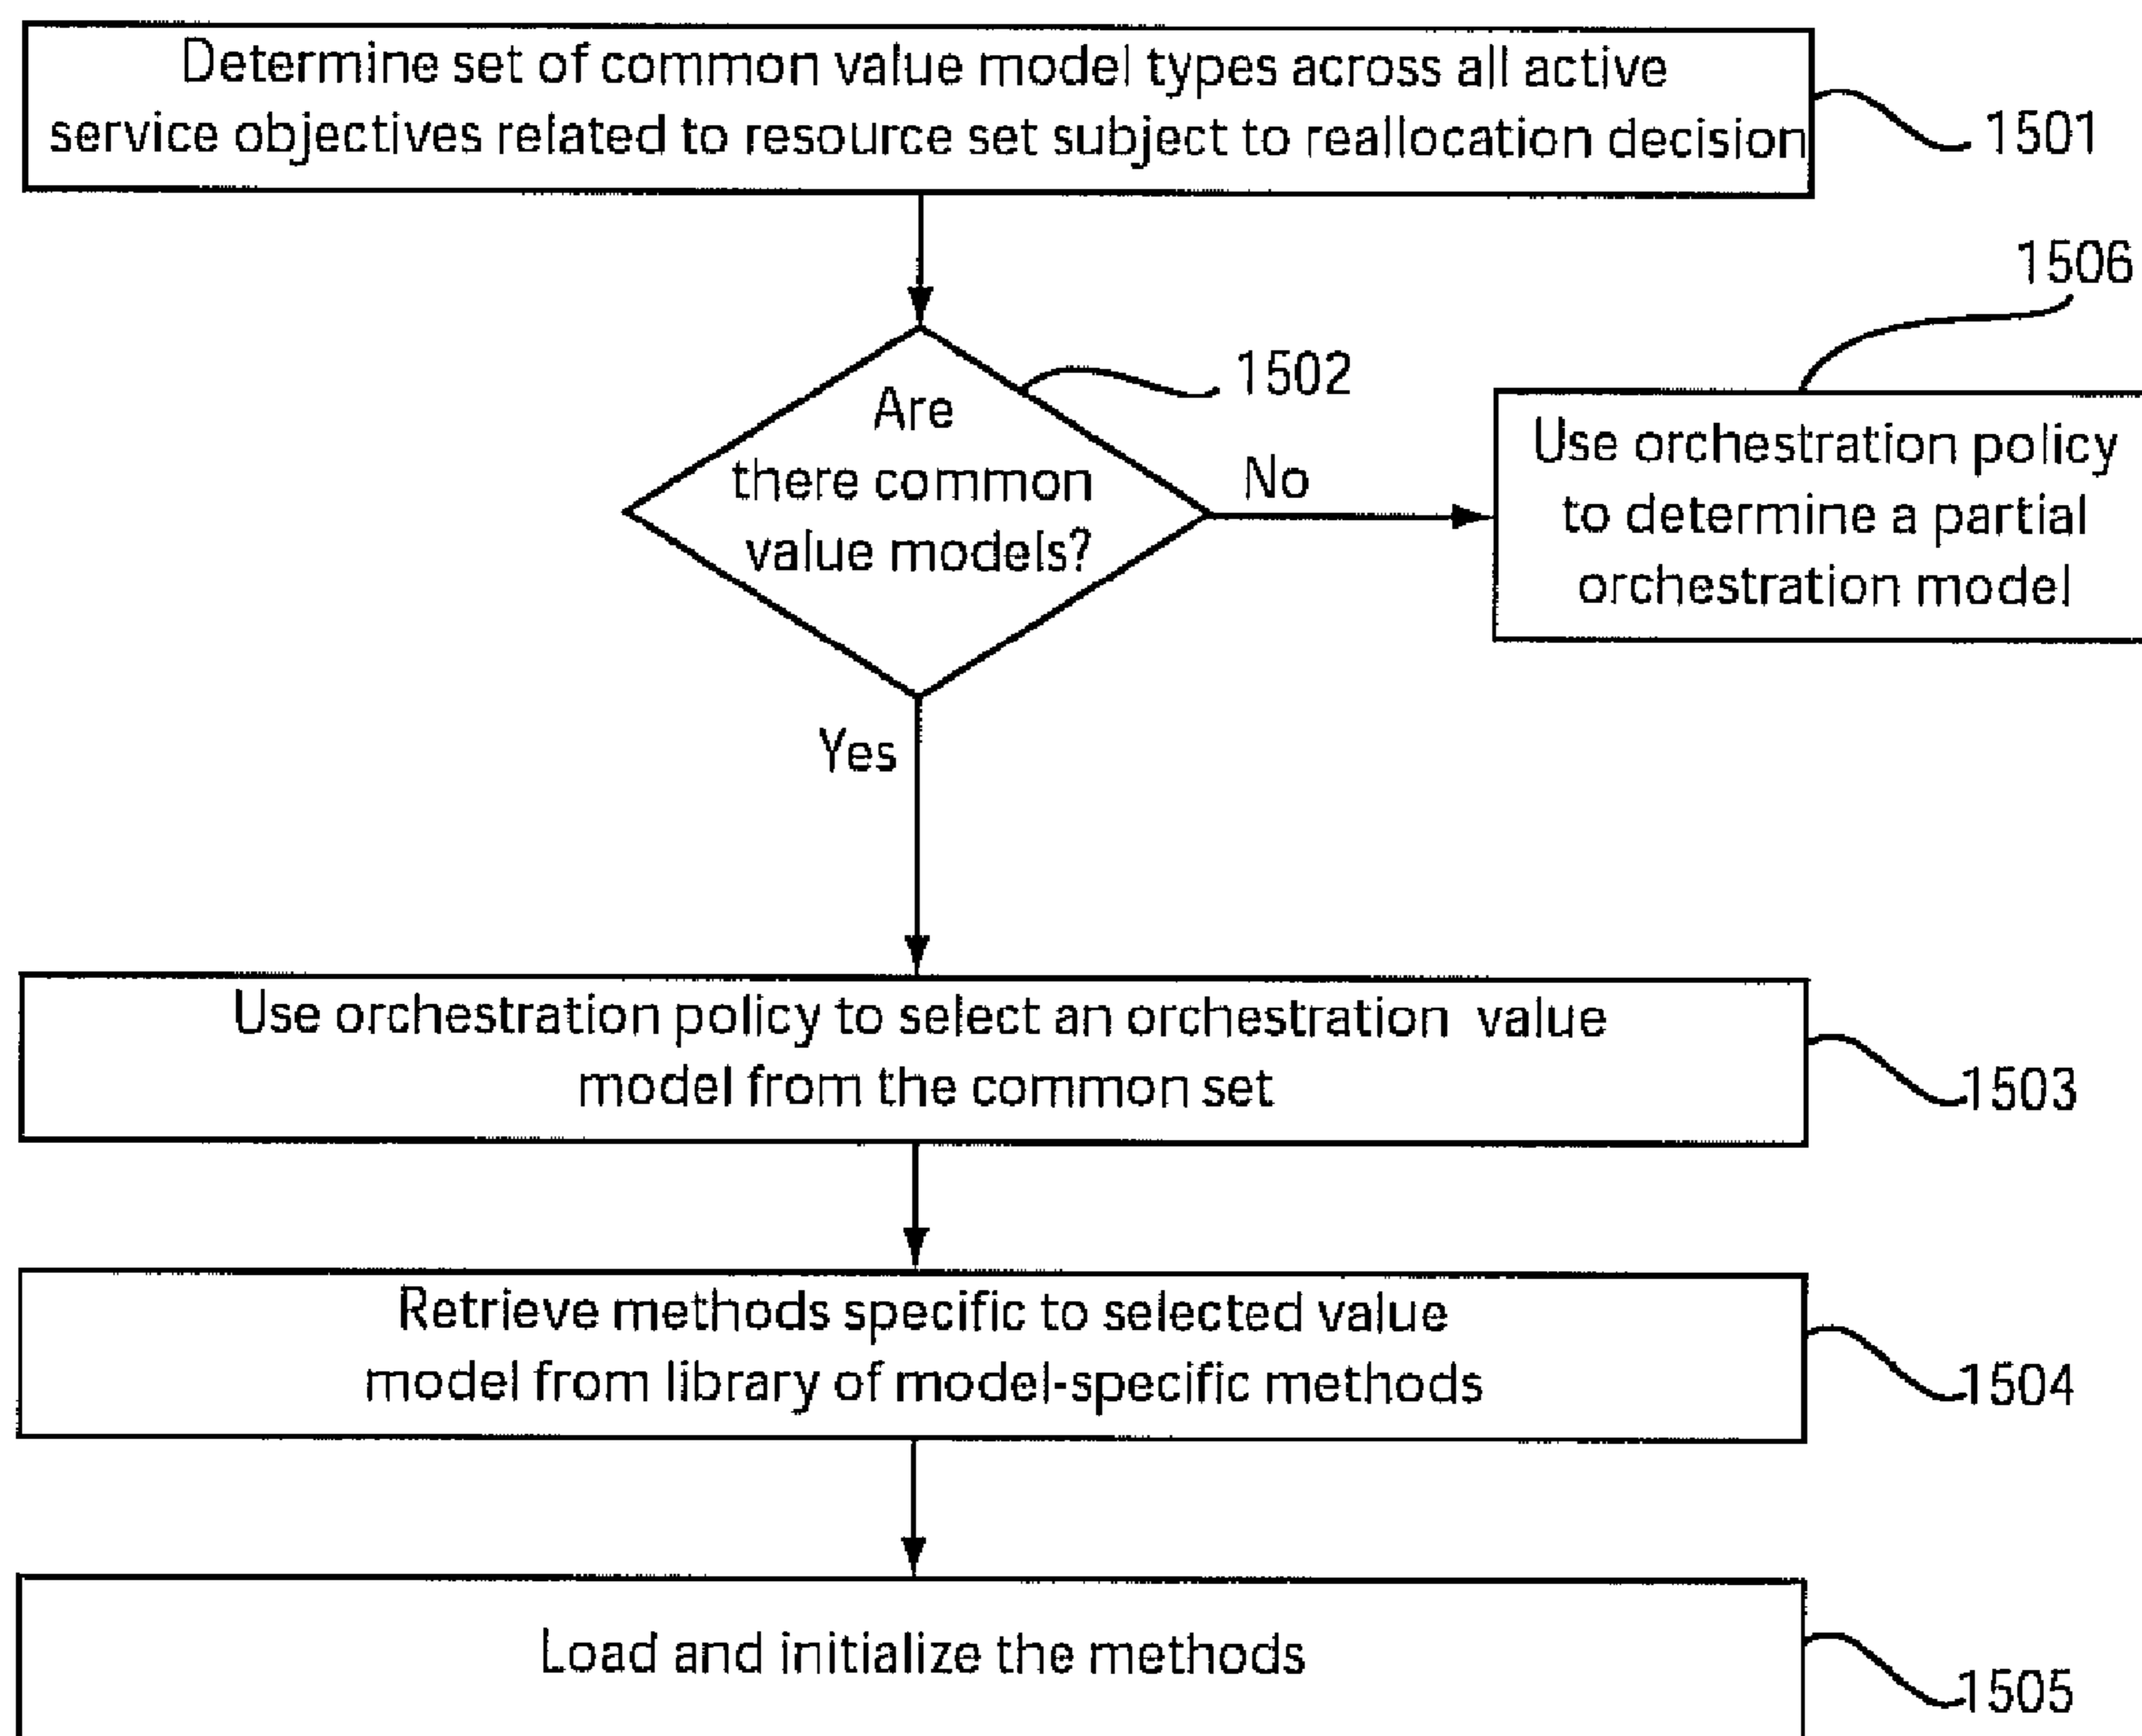 Determine set of common value model types across all active
service objectives related to resource set subject to reallocation decision
1501
1506
1502
Are
there common
value models?
No
Use orchestration policy
to determine a partial
orchestration model
Yes
Use orchestration value policy to select an orchestration value
model from the common set
1503
Retrieve methods specific to selected value
model from library of model-specific methods
1504
Load and initialize the methods
1505